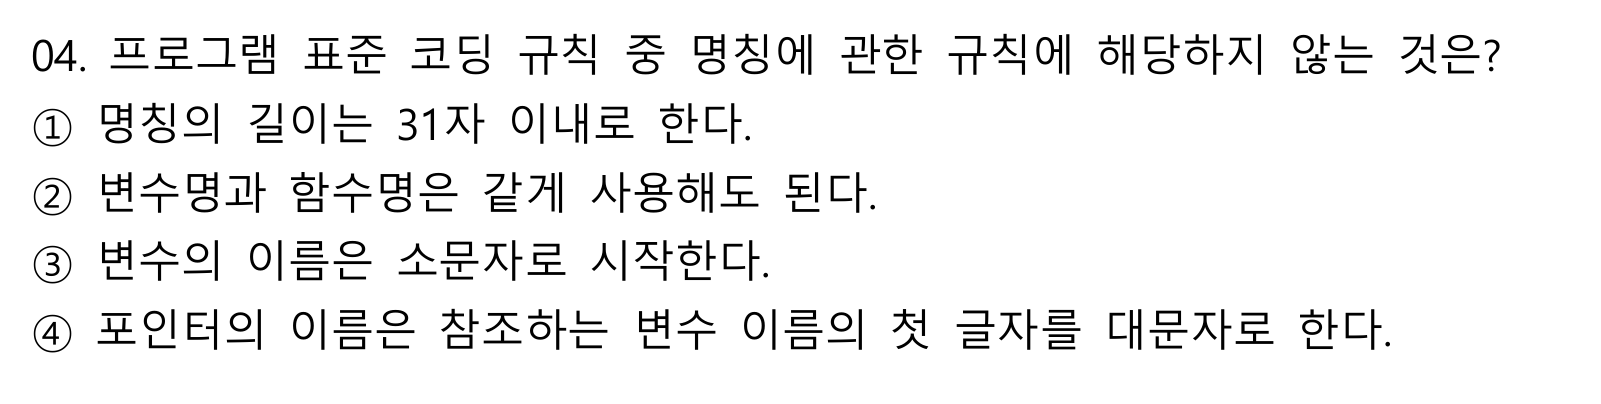 04. 프로그램 표준 코딩 규칙 중 명칭에 관한 규칙에 해당하지 않는 것은?
① 명칭의 길이는 31자 이내로 한다.
② 변수명과 함수명은 같게 사용해도 된다.
③ 변수의 이름은 소문자로 시작한다.
④ 포인터의 이름은 참조하는 변수 이름의 첫 글자를 대문자로 한다.